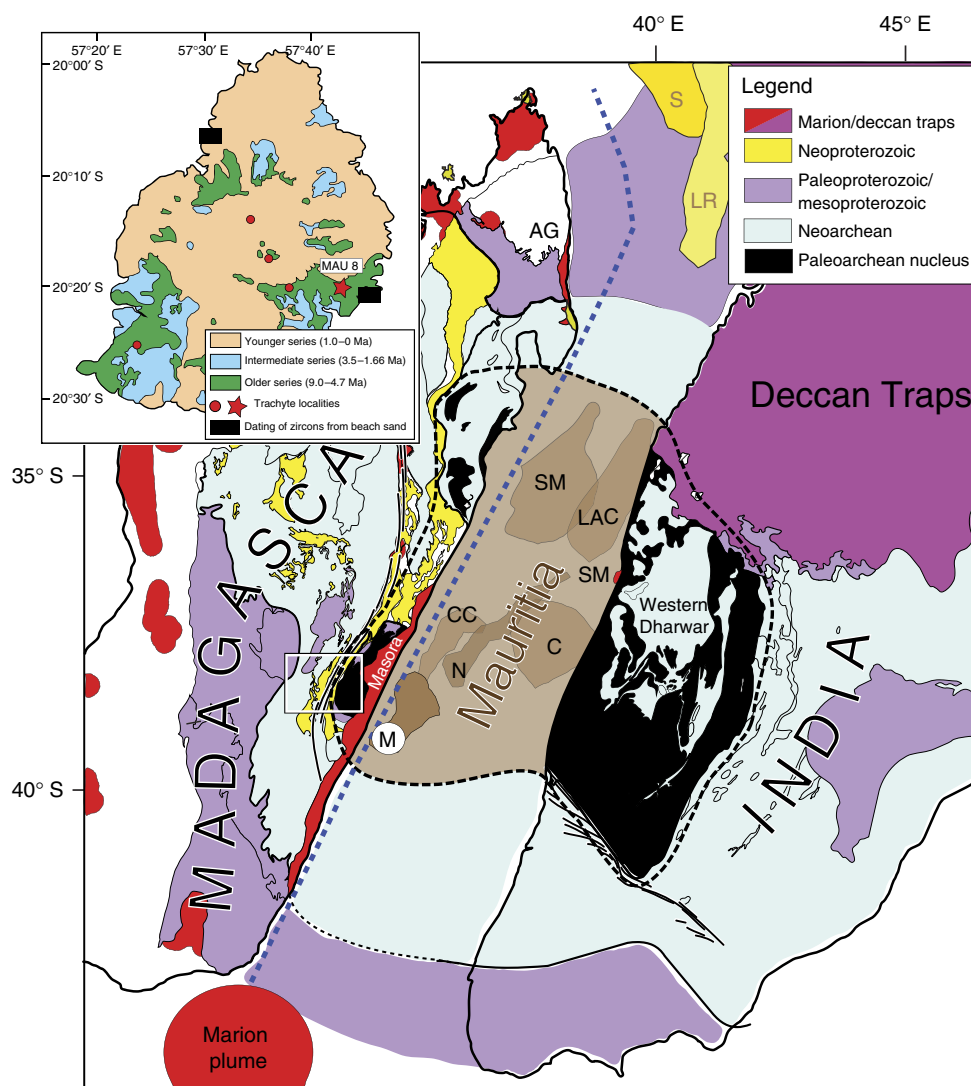 40° E
45° E
57°20′ E
57°30′ E
57°40′ E
20°00′ S
20°10′ S
20°20′ S
20°30′ S
MAU 8
Younger series (1.0–0 Ma)
Intermediate series (3.5–1.66 Ma)
Older series (9.0–4.7 Ma)
Trachyte localities
Dating of zircons from beach sand
Legend
Marion/deccan traps
Neoproterozoic
Paleoproterozoic/
mesoproterozoic
Neoarchean
Paleoarchean nucleus
S
LR
AG
Deccan Traps
35° S
40° S
SM
LAC
SM
CC
C
N
M
Mauritia
Masora
Western
Dharwar
MADAGASCA
INDIA
Marion
plume